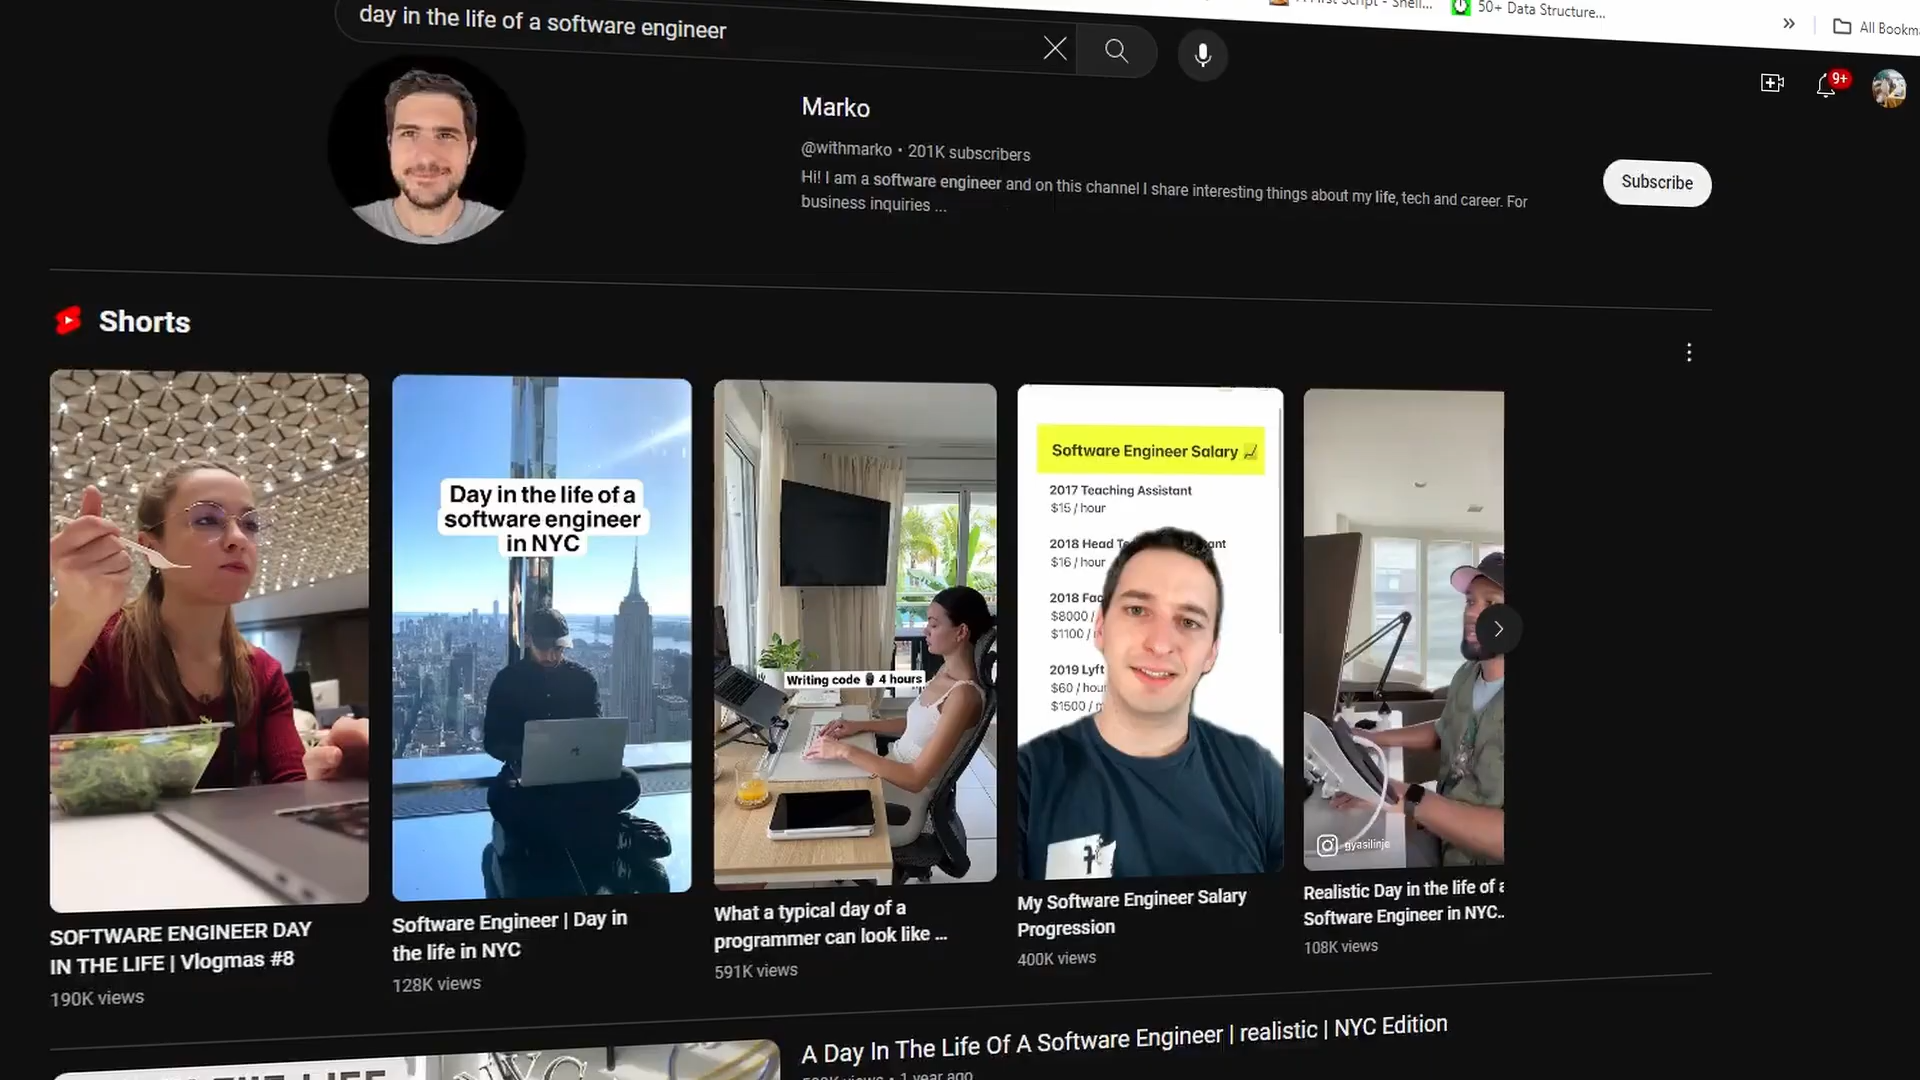 A First Script - Shell...
50+ Data Structure...
»
day in the life of a software engineer
All Bookma
9+
Marko
@withmarko • 201K subscribers
Hi! I am a software engineer and on this channel I share interesting things about my life, tech and career. For
business inquiries ...
Subscribe
Shorts
Day in the life of a
software engineer
in NYC
Writing code 4 hours
Software Engineer Salary
2017 Teaching Assistant
$15 / hour
2018 Head
$16 / hour
2018
$8000 /
$1100 /
2019 Lyft
$60 / hou
$1500 /
gyasilinje
SOFTWARE ENGINEER DAY
IN THE LIFE | Vlogmas #8
190K views
Software Engineer | Day in
the life in NYC
128K views
What a typical day of a
programmer can look like ...
591K views
My Software Engineer Salary
Progression
400K views
Realistic Day in the life of a
Software Engineer in NYC..
108K views
A Day In The Life Of A Software Engineer | realistic | NYC Edition
views • 1 year ago